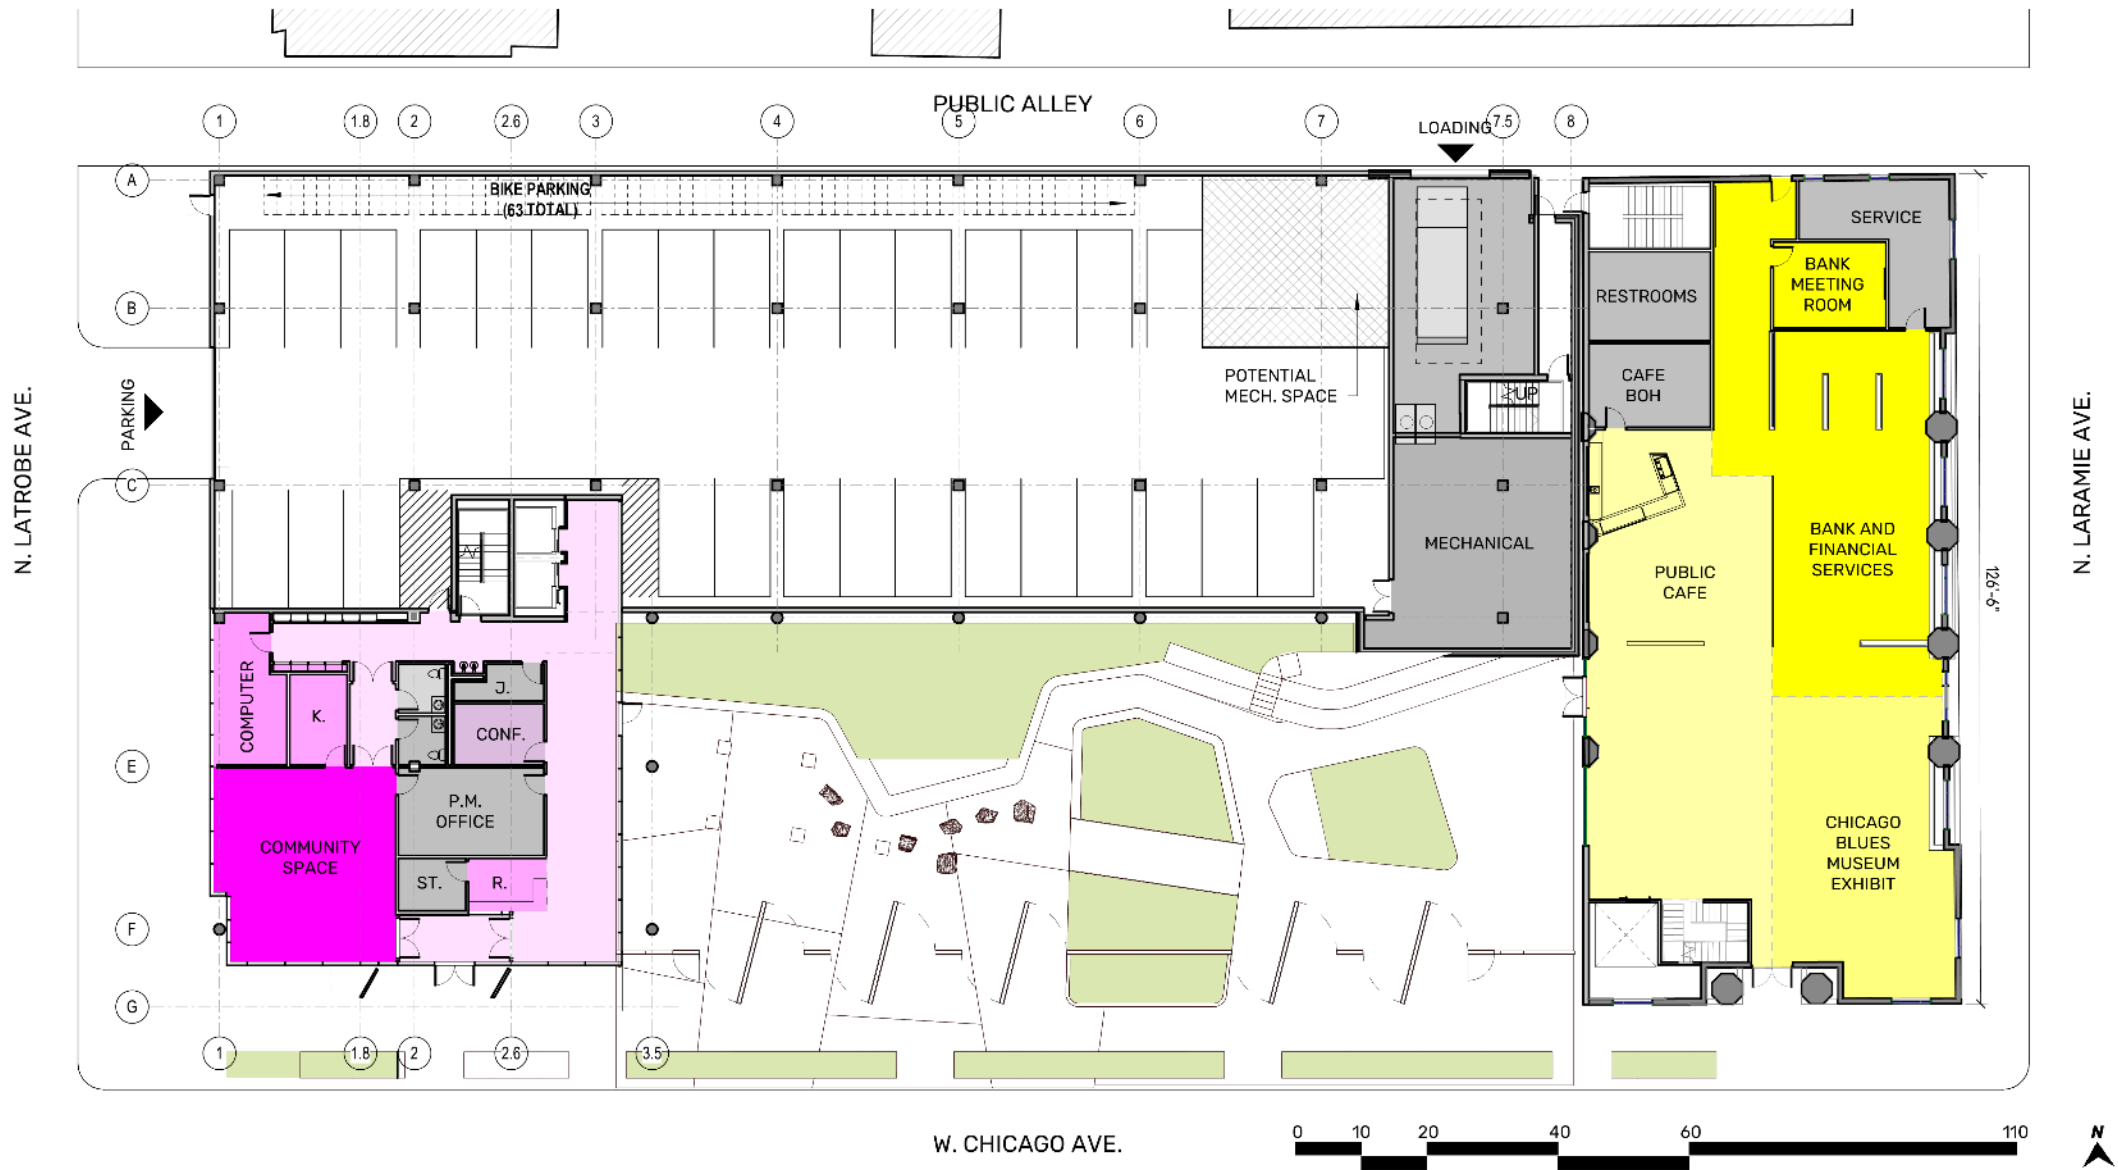 PUBLIC ALLEY
1
1.8
2
2.6
3
4
5
6
7
LOADING
7.5
8
A
BIKE PARKING
(63 TOTAL)
SERVICE
BANK
MEETING
ROOM
B
RESTROOMS
POTENTIAL
MECH. SPACE
UP
CAFE
BOH
PARKING
N. LATROBE AVE.
N. LARAMIE AVE.
C
MECHANICAL
BANK AND
FINANCIAL
SERVICES
PUBLIC
CAFE
126'-6"
COMPUTER
K.
J.
CONF.
E
P.M.
OFFICE
COMMUNITY
SPACE
ST.
R.
CHICAGO
BLUES
MUSEUM
EXHIBIT
F
G
1
1.8
2
2.6
3.5
W. CHICAGO AVE.
0 10 20 40 60 110
N